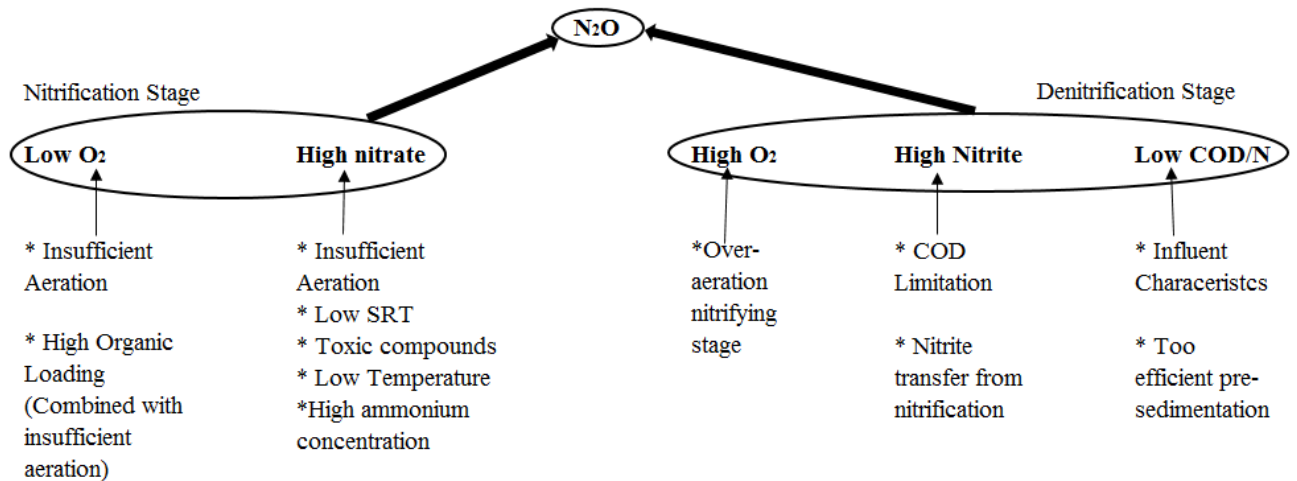 N2O
Nitrification Stage
Denitrification Stage
Low O2
High nitrate
High O2
High Nitrite
Low COD/N
* Insufficient
Aeration
* High Organic
Loading
(Combined with
insufficient
aeration)
* Insufficient
Aeration
* Low SRT
* Toxic compounds
* Low Temperature
*High ammonium
concentration
*Over-
aeration
nitrifying
stage
* COD
Limitation
* Nitrite
transfer from
nitrification
* Influent
Characeristcs
* Too
efficient pre-
sedimentation